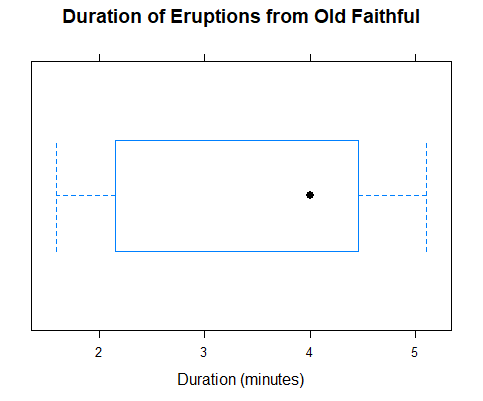 Duration of Eruptions from Old Faithful
2 3 4 5
Duration (minutes)